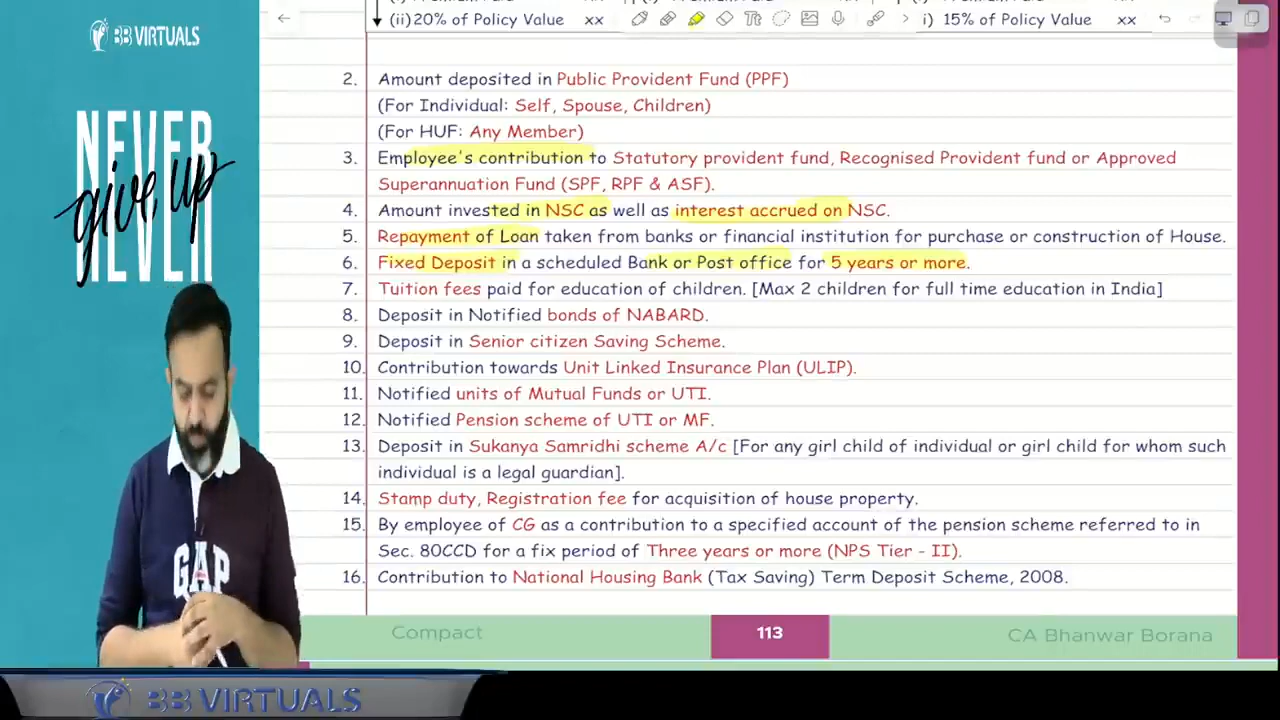 BB VIRTUALS
NEVER
give up
NEVER
(ii) 20% of Policy Value xx
i) 15% of Policy Value xx
2. Amount deposited in Public Provident Fund (PPF)
(For Individual: Self, Spouse, Children)
(For HUF: Any Member)
3. Employee's contribution to Statutory provident fund, Recognised Provident fund or Approved
Superannuation Fund (SPF, RPF & ASF).
4. Amount invested in NSC as well as interest accrued on NSC.
5. Repayment of Loan taken from banks or financial institution for purchase or construction of House.
6. Fixed Deposit in a scheduled Bank or Post office for 5 years or more.
7. Tuition fees paid for education of children. [Max 2 children for full time education in India]
8. Deposit in Notified bonds of NABARD.
9. Deposit in Senior citizen Saving Scheme.
10. Contribution towards Unit Linked Insurance Plan (ULIP).
11. Notified units of Mutual Funds or UTI.
12. Notified Pension scheme of UTI or MF.
13. Deposit in Sukanya Samridhi scheme A/c [For any girl child of individual or girl child for whom such
individual is a legal guardian].
14. Stamp duty, Registration fee for acquisition of house property.
15. By employee of CG as a contribution to a specified account of the pension scheme referred to in
Sec. 80CCD for a fix period of Three years or more (NPS Tier - II).
16. Contribution to National Housing Bank (Tax Saving) Term Deposit Scheme, 2008.
GAP
Compact
113
CA Bhanwar Borana
BB VIRTUALS